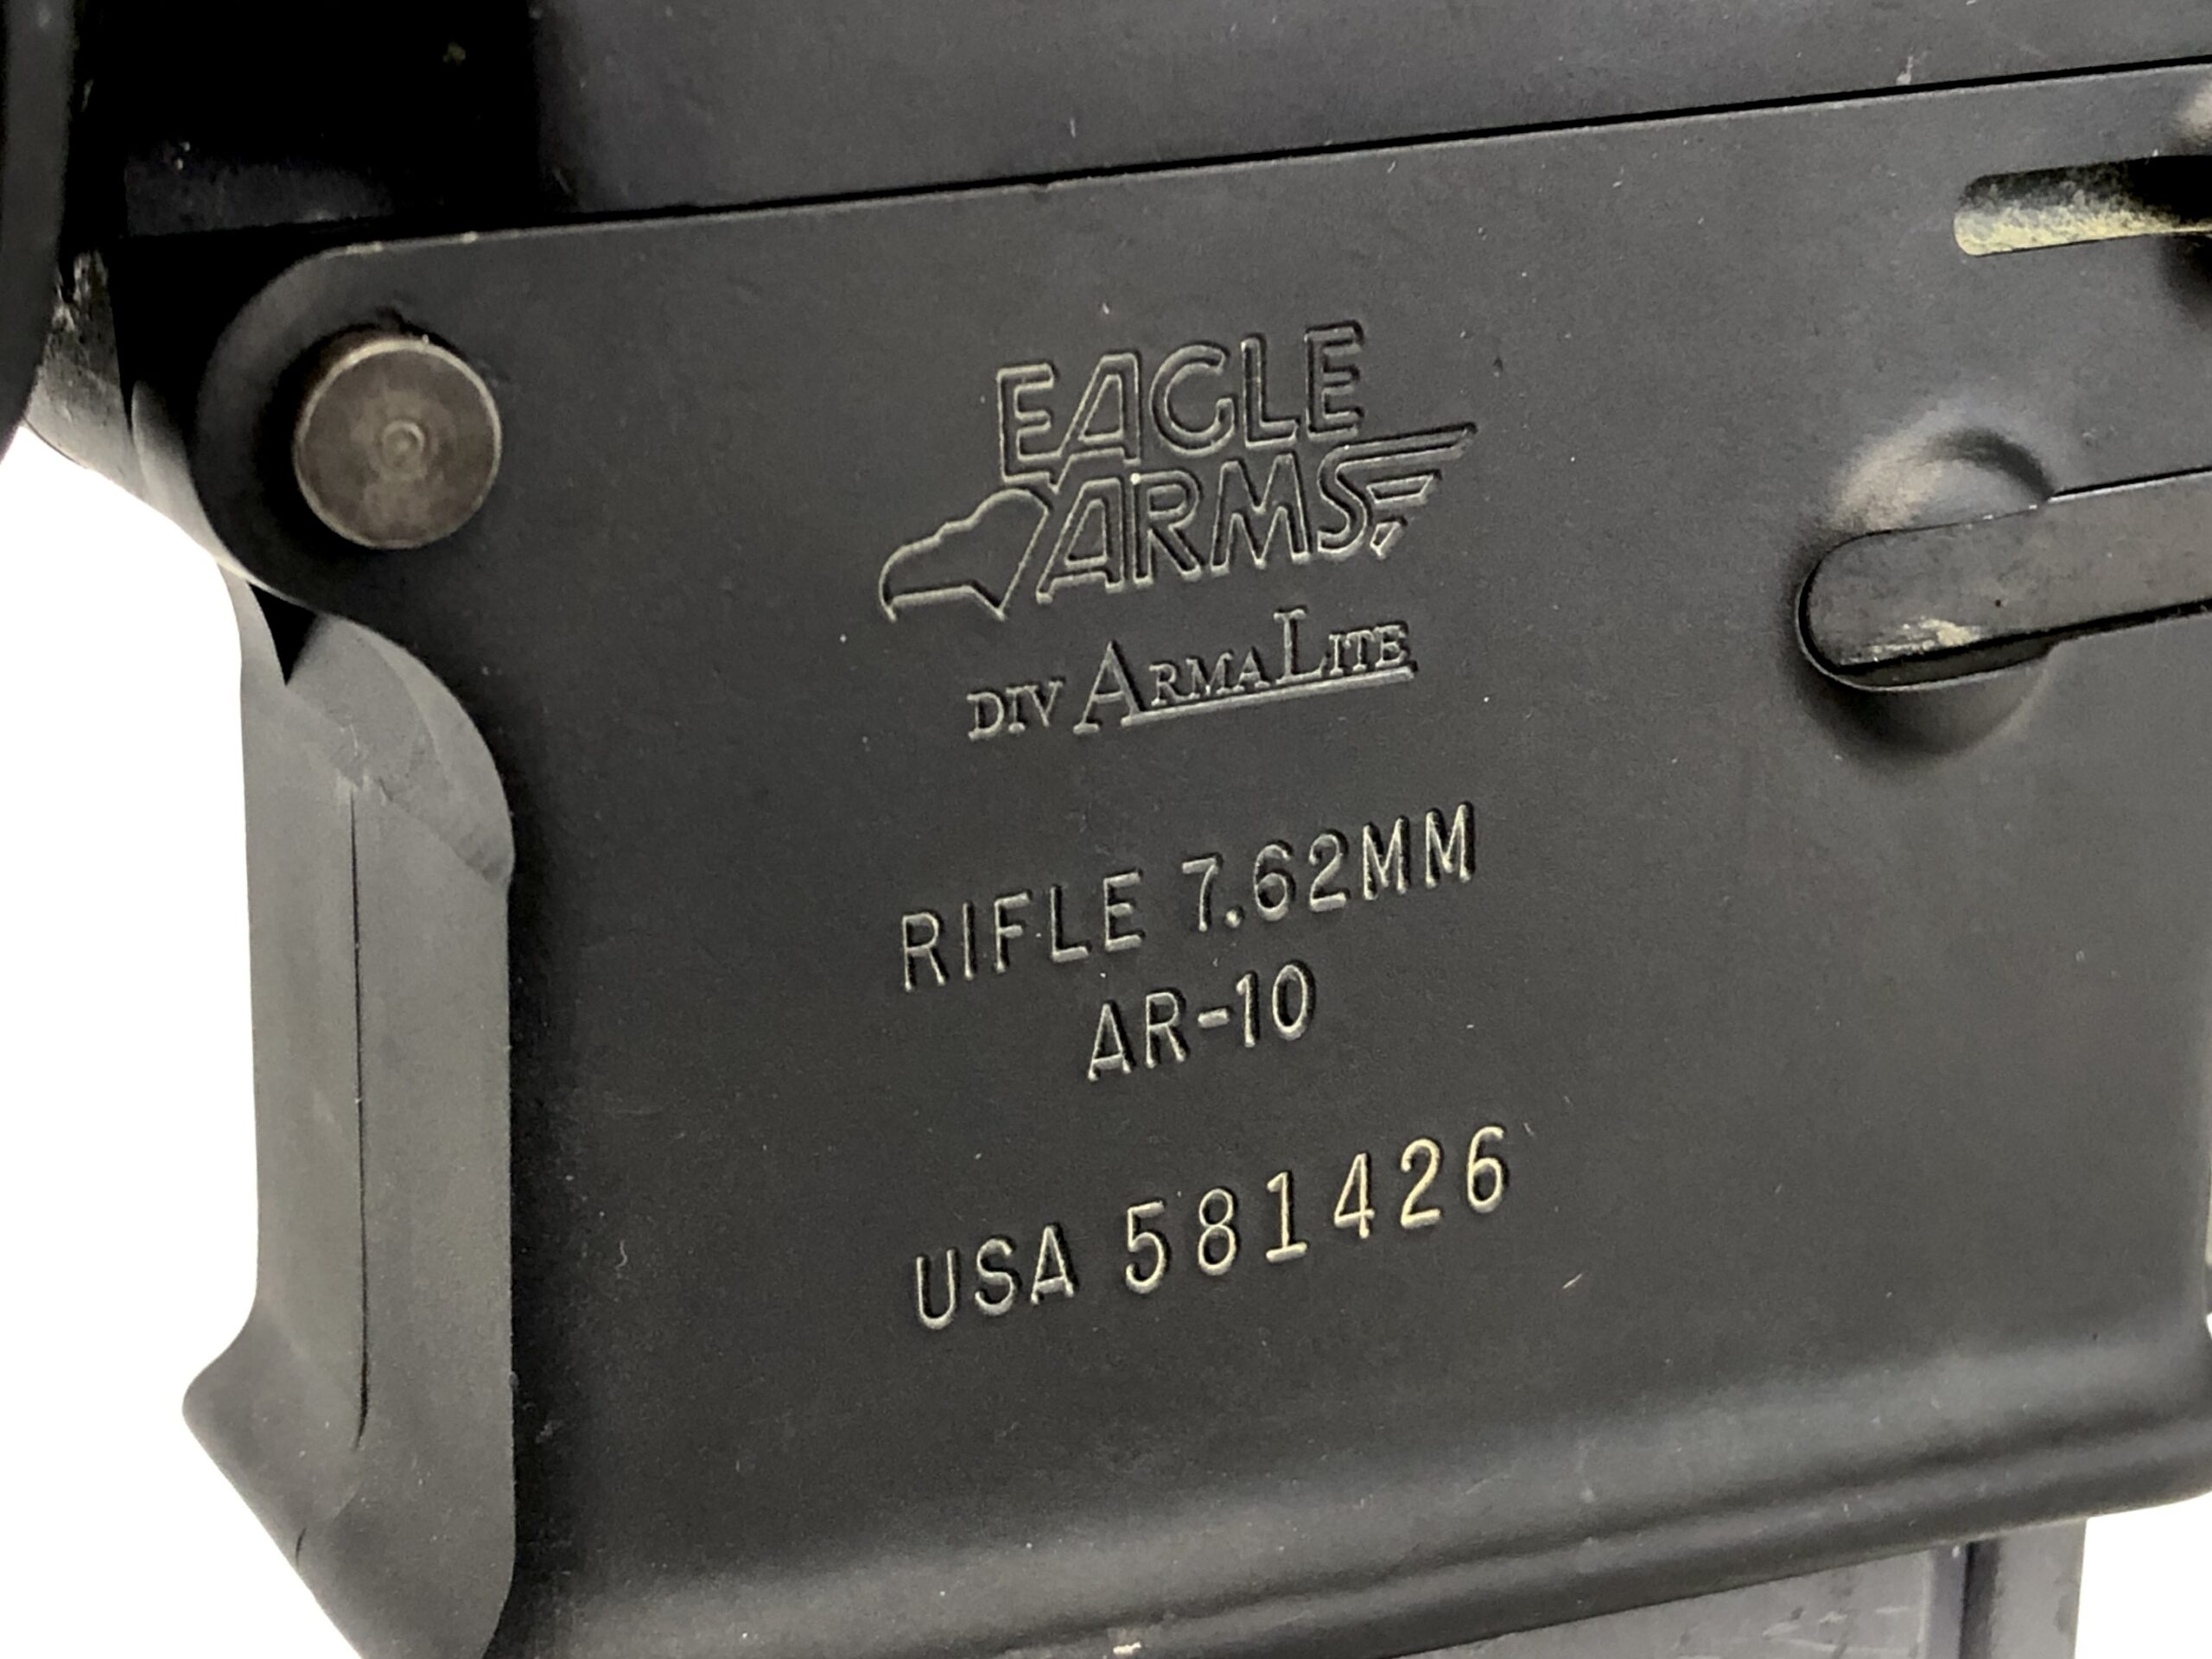 EAGLE
ARMS
DIV ARMALITE
RIFLE 7.62MM
AR-10
USA 581426